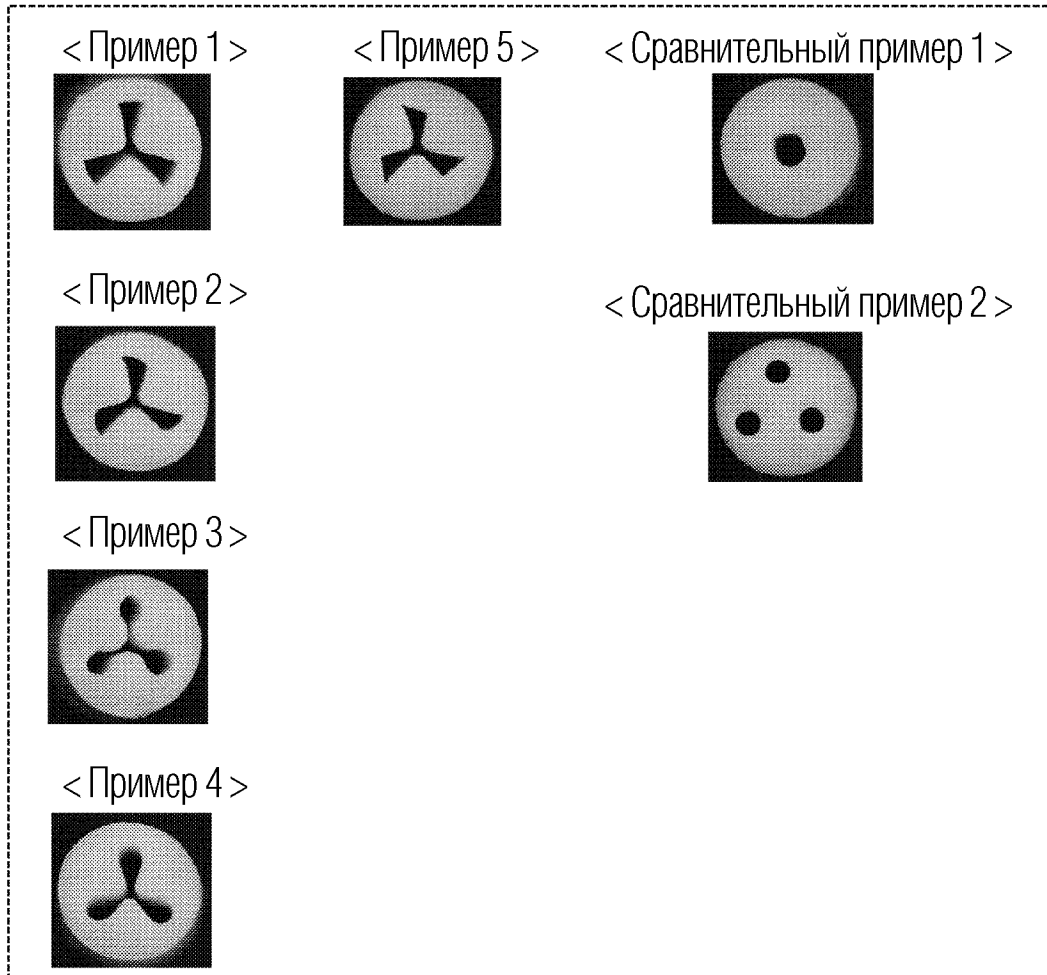 < Пример 1 >
< Пример 5 >
< Сравнительный пример 1 >
< Пример 2 >
< Сравнительный пример 2 >
< Пример 3 >
< Пример 4 >